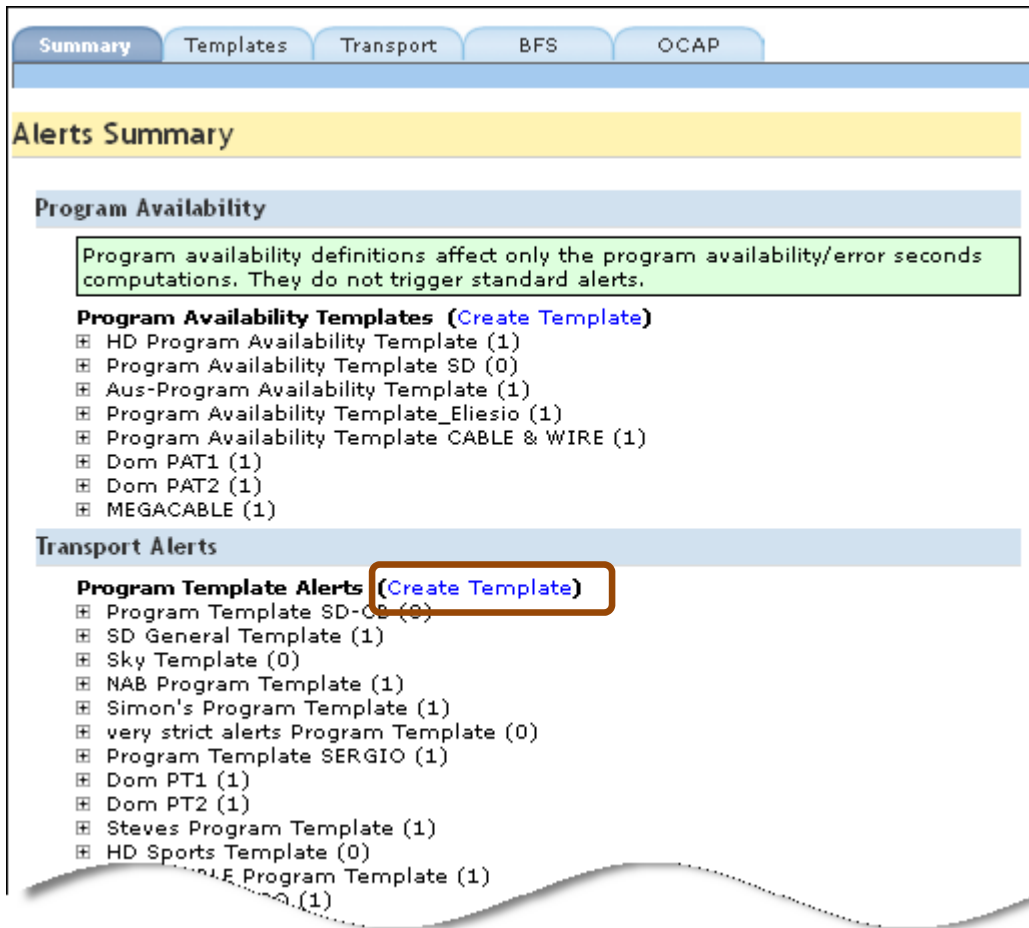 Summary Templates Transport BFS OCAP
Alerts Summary
Program Availability
Program availability definitions affect only the program availability/error seconds
computations. They do not trigger standard alerts.
Program Availability Templates (Create Template)
HD Program Availability Template (1)
Program Availability Template SD (0)
Aus-Program Availability Template (1)
Program Availability Template_Eliesio (1)
Program Availability Template CABLE & WIRE (1)
Dom PAT1 (1)
Dom PAT2 (1)
MEGACABLE (1)
Transport Alerts
Program Template Alerts (Create Template)
Program Template SD-CB (0)
SD General Template (1)
Sky Template (0)
NAB Program Template (1)
Simon's Program Template (1)
very strict alerts Program Template (0)
Program Template SERGIO (1)
Dom PT1 (1)
Dom PT2 (1)
Steves Program Template (1)
HD Sports Template (0)
Program Template (1)
(1)